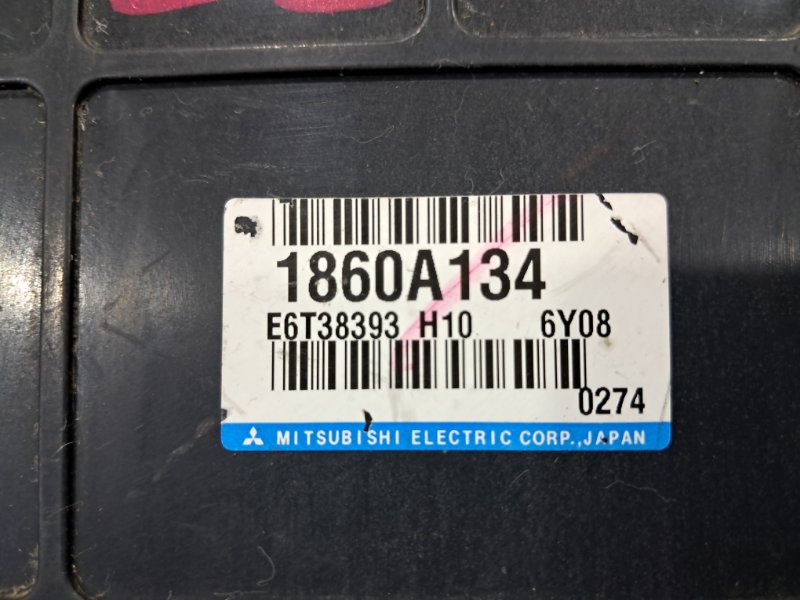 1860A134
E6T38393 H10 6Y08
0274
MITSUBISHI ELECTRIC CORP., JAPAN